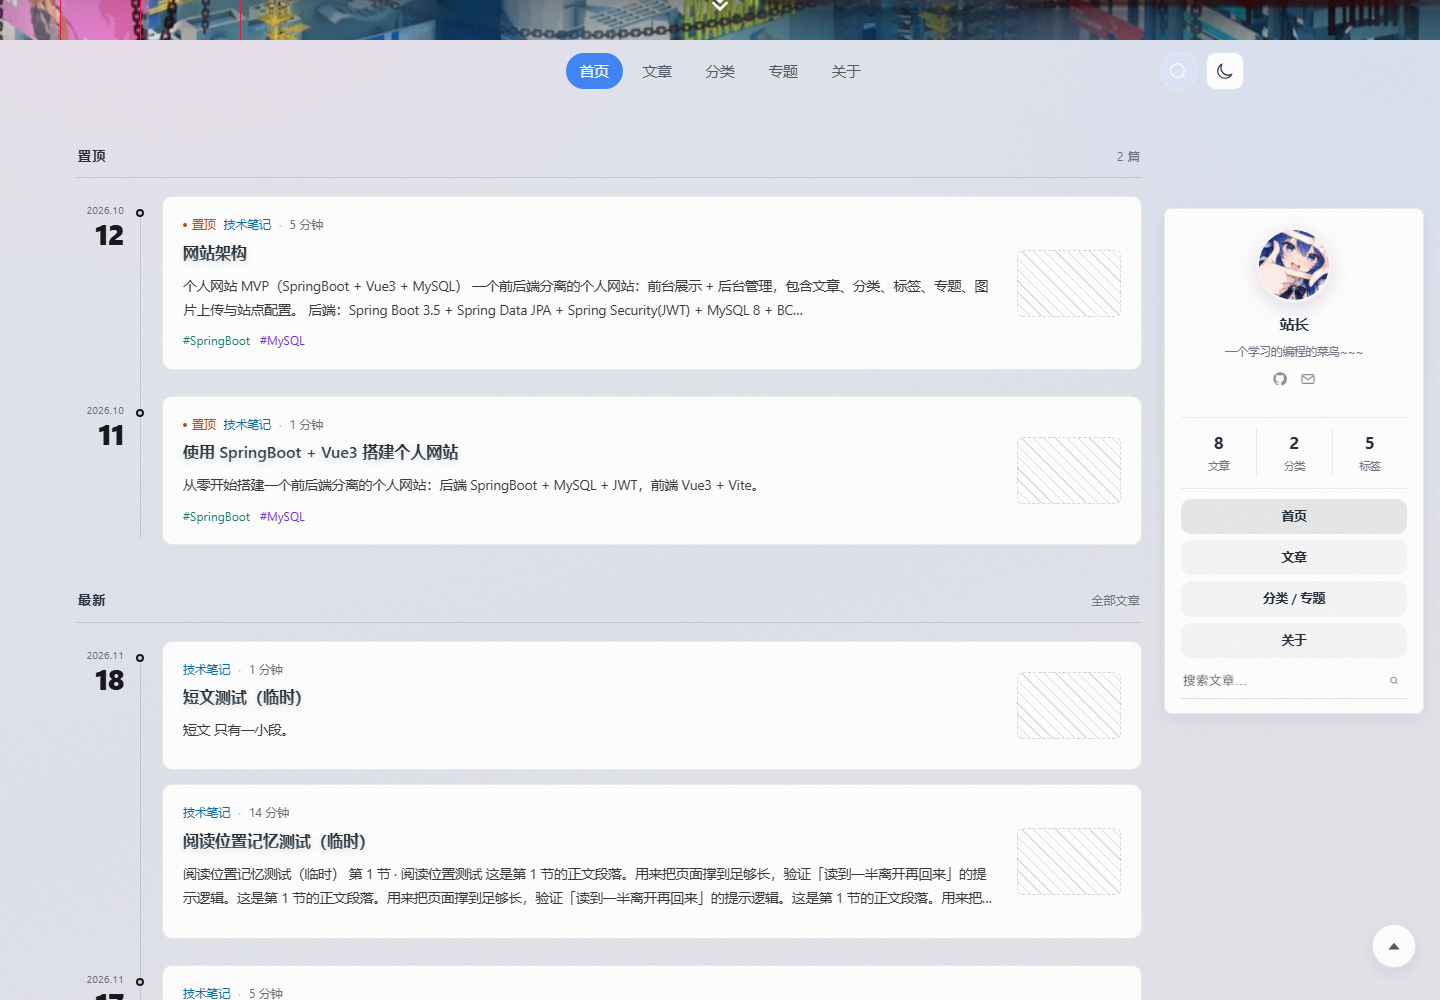 首页
文章
分类
专题
关于
置顶
2 篇
2026.10
12
置顶 技术笔记 · 5 分钟
网站架构
个人网站 MVP（SpringBoot + Vue3 + MySQL） 一个前后端分离的个人网站：前台展示 + 后台管理，包含文章、分类、标签、专题、图
片上传与站点配置。 后端：Spring Boot 3.5 + Spring Data JPA + Spring Security(JWT) + MySQL 8 + BC...
#SpringBoot #MySQL
2026.10
11
置顶 技术笔记 · 1 分钟
使用 SpringBoot + Vue3 搭建个人网站
从零开始搭建一个前后端分离的个人网站：后端 SpringBoot + MySQL + JWT，前端 Vue3 + Vite。
#SpringBoot #MySQL
最新
全部文章
2026.11
18
技术笔记 · 1 分钟
短文测试（临时）
短文 只有一小段。
技术笔记 · 14 分钟
阅读位置记忆测试（临时）
阅读位置记忆测试（临时） 第 1 节 · 阅读位置测试 这是第 1 节的正文段落。用来把页面撑到足够长，验证「读到一半离开再回来」的提
示逻辑。这是第 1 节的正文段落。用来把页面撑到足够长，验证「读到一半离开再回来」的提示逻辑。这是第 1 节的正文段落。用来把...
2026.11
17
技术笔记 · 5 分钟
站长
一个学习的编程的菜鸟~~~
8
文章
2
分类
5
标签
首页
文章
分类 / 专题
关于
搜索文章...